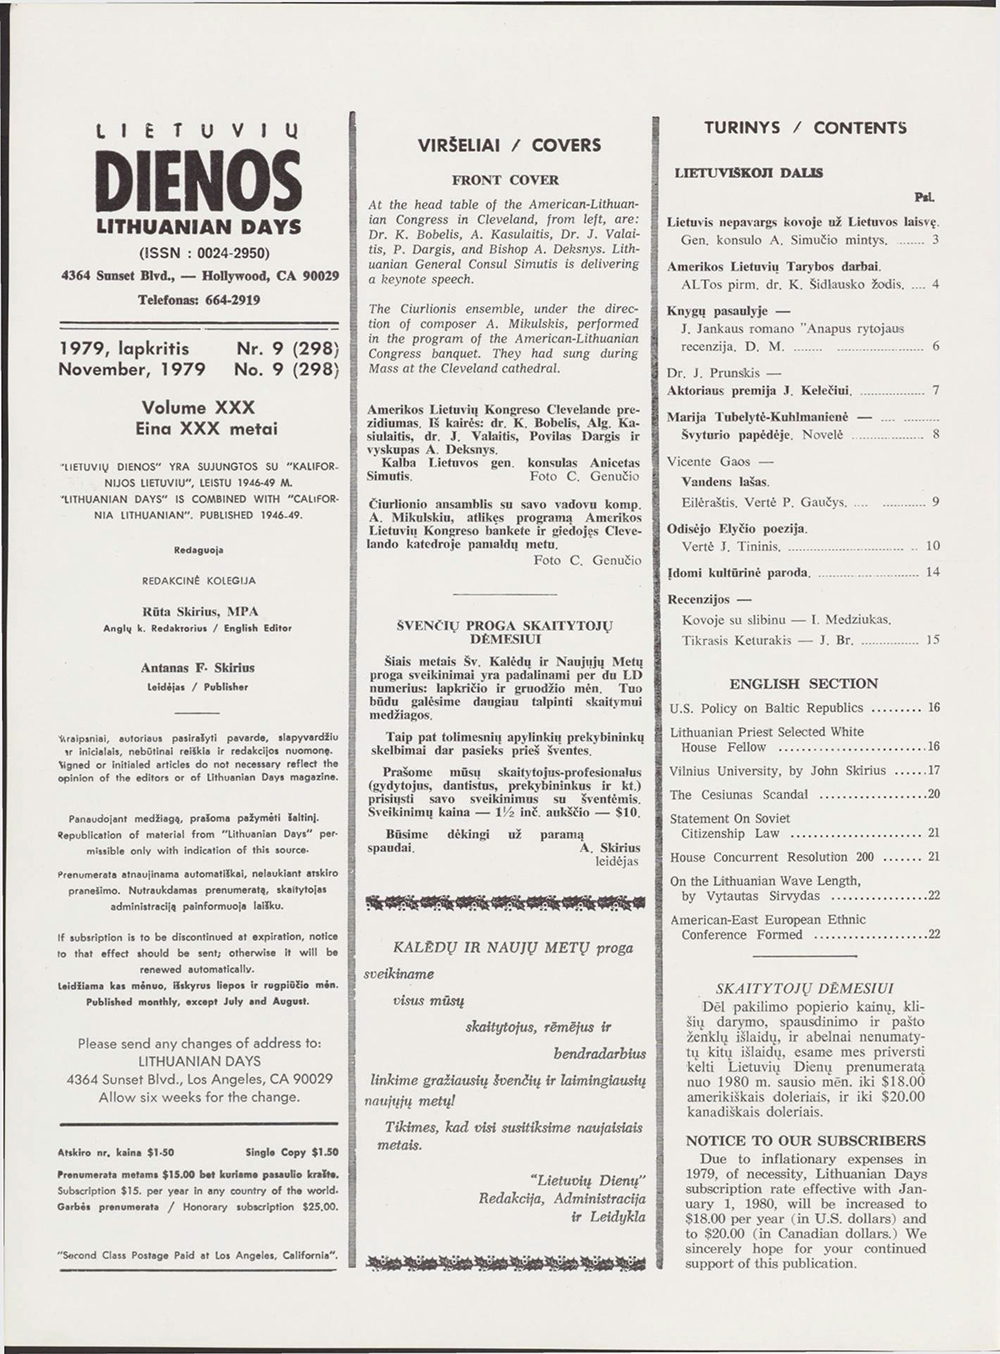 LIETUVIŲ
DIENOS
LITHUANIAN DAYS
(ISSN : 0024-2950)
4364 Sunset Blvd., — Hollywood, CA 90029
Telefonas: 664-2919
1979, lapkritis Nr. 9 (298)
November, 1979 No. 9 (298)
Volume XXX
Eina XXX metai
"LIETUVIŲ DIENOS" YRA SUJUNGTOS SU "KALIFOR-
NIJOS LIETUVIU", LEISTU 1946-49 M.
"LITHUANIAN DAYS" IS COMBINED WITH "CALIFOR-
NIA LITHUANIAN". PUBLISHED 1946-49.
Redaguoja
REDAKCINĖ KOLEGIJA
Rūta Skirius, MPA
Anglų k. Redaktorius / English Editor
Antanas F. Skirius
Leidėjas / Publisher
Straipsniai, autoriaus pasirašyti pavarde, slapyvardžiu
ir inicialais, nebūtinai reiškia ir redakcijos nuomonę.
Signed or initialed articles do not necessary reflect the
opinion of the editors or of Lithuanian Days magazine.
Panaudojant medžiagą, prašoma pažymėti šaltinį.
Republication of material from "Lithuanian Days" per-
missible only with indication of this source.
Prenumerata atnaujinama automatiškai, nelaukiant atskiro
pranešimo. Nutraukdamas prenumeratą, skaitytojas
administraciją painformuoja laišku.
If subsription is to be discontinued at expiration, notice
to that effect should be sent; otherwise it will be
renewed automatically.
Leidžiama kas mėnuo, išskyrus liepos ir rugpiūčio mėn.
Published monthly, except July and August.
Please send any changes of address to:
LITHUANIAN DAYS
4364 Sunset Blvd., Los Angeles, CA 90029
Allow six weeks for the change.
Atskiro nr. kaina $1.50 Single Copy $1.50
Prenumerata metams $15.00 bet kuriame pasaulio krašte.
Subscription $15. per year in any country of the world.
Garbės prenumerata / Honorary subscription $25.00.
"Second Class Postage Paid at Los Angeles, California".
VIRŠELIAI / COVERS
FRONT COVER
At the head table of the American-Lithuan-
ian Congress in Cleveland, from left, are:
Dr. K. Bobelis, A. Kasulaitis, Dr. J. Valai-
tis, P. Dargis, and Bishop A. Deksnys. Lith-
uanian General Consul Simutis is delivering
a keynote speech.
The Ciurlionis ensemble, under the direc-
tion of composer A. Mikulskis, performed
in the program of the American-Lithuanian
Congress banquet. They had sung during
Mass at the Cleveland cathedral.
Amerikos Lietuvių Kongreso Clevelande pre-
zidiumas. Iš kairės: dr. K. Bobelis, Alg. Ka-
siulaitis, dr. J. Valaitis, Povilas Dargis ir
vyskupas A. Deksnys.
Kalba Lietuvos gen. konsulas Anicetas
Simutis. Foto C. Genučio
Čiurlionio ansamblis su savo vadovu komp.
A. Mikulskiu, atlikęs programą Amerikos
Lietuvių Kongreso bankete ir giedojęs Cleve-
lando katedroje pamaldų metu.
Foto C. Genučio
ŠVENČIŲ PROGA SKAITYTOJŲ
DĖMESIUI
Šiais metais Šv. Kalėdų ir Naujųjų Metų
proga sveikinimai yra padalinami per du LD
numerius: lapkričio ir gruodžio mėn. Tuo
būdu galėsime daugiau talpinti skaitymui
medžiagos.
Taip pat tolimesnių apylinkių prekybininkų
skelbimai dar pasieks prieš šventes.
Prašome mūsų skaitytojus-profesionalus
(gydytojus, dantistus, prekybininkus ir kt.)
prisiųsti savo sveikinimus su šventėmis.
Sveikinimų kaina — 1½ inč. aukščio — $10.
Būsime dėkingi už paramą
spaudai. A. Skirius
leidėjas
KALĖDŲ IR NAUJŲ METŲ proga
sveikiname
visus mūsų
skaitytojus, rėmėjus ir
bendradarbius
linkime gražiausių švenčių ir laimingiausių
naujųjų metų!
Tikimės, kad visi susitiksime naujaisiais
metais.
"Lietuvių Dienų"
Redakcija, Administracija
ir Leidykla
TURINYS / CONTENTS
LIETUVIŠKOJI DALIS
Psl.
Lietuvis nepavargs kovoje už Lietuvos laisvę.
Gen. konsulo A. Simučio mintys. ........ 3
Amerikos Lietuvių Tarybos darbai.
ALTos pirm. dr. K. Šidlausko žodis. .... 4
Knygų pasaulyje —
J. Jankaus romano "Anapus rytojaus
recenzija. D. M. ........ ........................ 6
Dr. J. Prunskis —
Aktoriaus premija J. Kelečiui. .................. 7
Marija Tubelytė-Kuhlmanienė — .... ...........
Švyturio papėdėje. Novelė .................... 8
Vicente Gaos —
Vandens lašas.
Eilėraštis. Vertė P. Gaučys. .... ............ 9
Odisėjo Elyčio poezija.
Vertė J. Tininis. ................................. .. 10
Įdomi kultūrinė paroda. ............................ 14
Recenzijos —
Kovoje su slibinu — I. Medziukas.
Tikrasis Keturakis — J. Br. ................ 15
ENGLISH SECTION
U.S. Policy on Baltic Republics ......... 16
Lithuanian Priest Selected White
House Fellow ..........................16
Vilnius University, by John Skirius ......17
The Cesiunas Scandal ...................20
Statement On Soviet
Citizenship Law ....................... 21
House Concurrent Resolution 200 ....... 21
On the Lithuanian Wave Length,
by Vytautas Sirvydas .................22
American-East European Ethnic
Conference Formed ....................22
SKAITYTOJŲ DĖMESIUI
Dėl pakilimo popierio kainų, kli-
šių darymo, spausdinimo ir pašto
ženklų išlaidų, ir abelnai nenumaty-
tų kitų išlaidų, esame mes priversti
kelti Lietuvių Dienų prenumeratą
nuo 1980 m. sausio mėn. iki $18.00
amerikiškais doleriais, ir iki $20.00
kanadiškais doleriais.
NOTICE TO OUR SUBSCRIBERS
Due to inflationary expenses in
1979, of necessity, Lithuanian Days
subscription rate effective with Jan-
uary 1, 1980, will be increased to
$18.00 per year (in U.S. dollars) and
to $20.00 (in Canadian dollars.) We
sincerely hope for your continued
support of this publication.